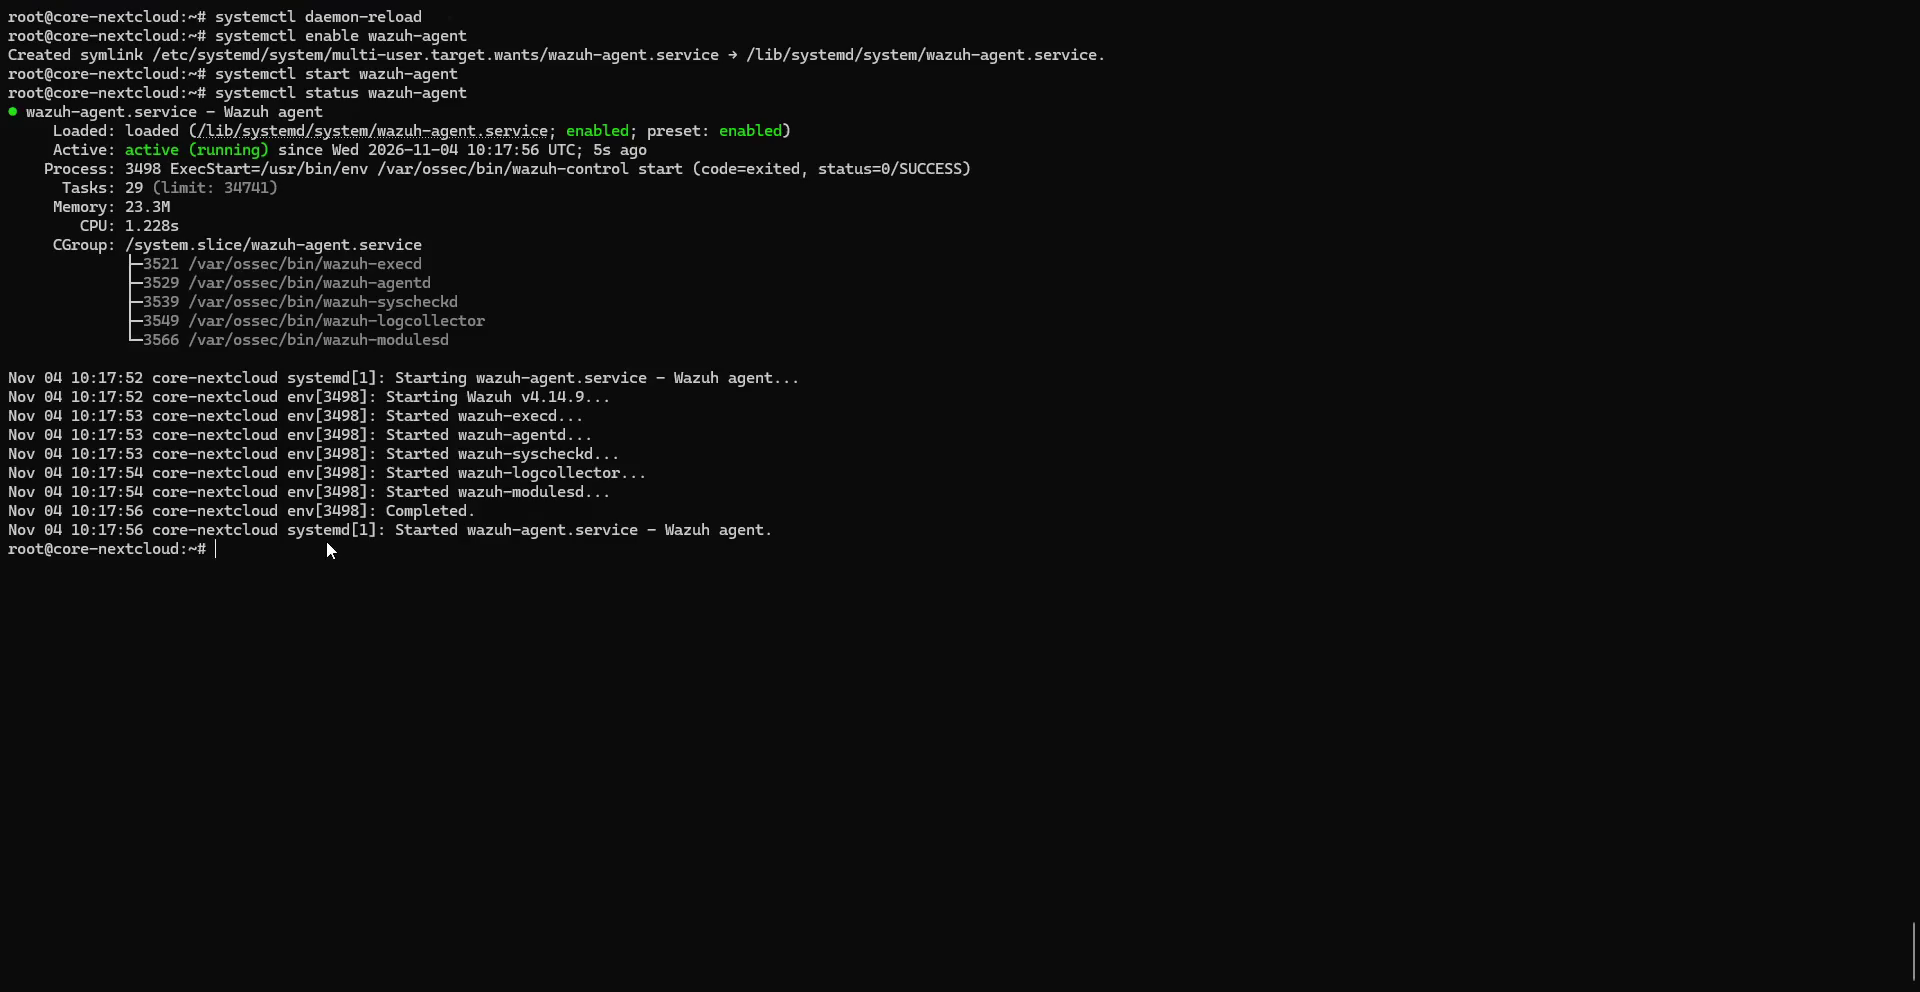 root@core-nextcloud:~# systemctl daemon-reload
root@core-nextcloud:~# systemctl enable wazuh-agent
Created symlink /etc/systemd/system/multi-user.target.wants/wazuh-agent.service → /lib/systemd/system/wazuh-agent.service.
root@core-nextcloud:~# systemctl start wazuh-agent
root@core-nextcloud:~# systemctl status wazuh-agent
● wazuh-agent.service - Wazuh agent
     Loaded: loaded (/lib/systemd/system/wazuh-agent.service; enabled; preset: enabled)
     Active: active (running) since Wed 2026-11-04 10:17:56 UTC; 5s ago
    Process: 3498 ExecStart=/usr/bin/env /var/ossec/bin/wazuh-control start (code=exited, status=0/SUCCESS)
      Tasks: 29 (limit: 34741)
     Memory: 23.3M
        CPU: 1.228s
     CGroup: /system.slice/wazuh-agent.service
             ├─3521 /var/ossec/bin/wazuh-execd
             ├─3529 /var/ossec/bin/wazuh-agentd
             ├─3539 /var/ossec/bin/wazuh-syscheckd
             ├─3549 /var/ossec/bin/wazuh-logcollector
             └─3566 /var/ossec/bin/wazuh-modulesd

Nov 04 10:17:52 core-nextcloud systemd[1]: Starting wazuh-agent.service - Wazuh agent...
Nov 04 10:17:52 core-nextcloud env[3498]: Starting Wazuh v4.14.9...
Nov 04 10:17:53 core-nextcloud env[3498]: Started wazuh-execd...
Nov 04 10:17:53 core-nextcloud env[3498]: Started wazuh-agentd...
Nov 04 10:17:53 core-nextcloud env[3498]: Started wazuh-syscheckd...
Nov 04 10:17:54 core-nextcloud env[3498]: Started wazuh-logcollector...
Nov 04 10:17:54 core-nextcloud env[3498]: Started wazuh-modulesd...
Nov 04 10:17:56 core-nextcloud env[3498]: Completed.
Nov 04 10:17:56 core-nextcloud systemd[1]: Started wazuh-agent.service - Wazuh agent.
root@core-nextcloud:~#